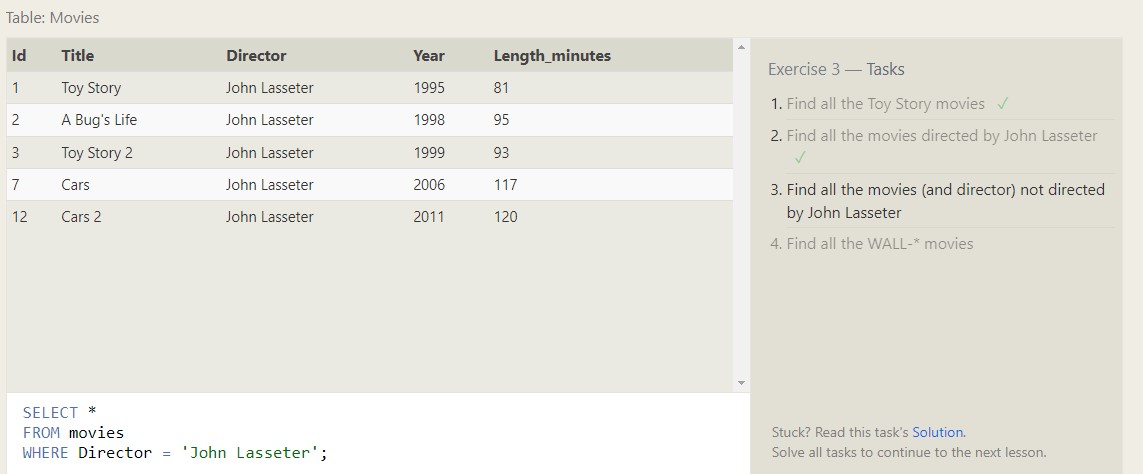 Table: Movies
Id Title Director Year Length_minutes
1 Toy Story John Lasseter 1995 81
2 A Bug's Life John Lasseter 1998 95
3 Toy Story 2 John Lasseter 1999 93
7 Cars John Lasseter 2006 117
12 Cars 2 John Lasseter 2011 120
SELECT *
FROM movies
WHERE Director = 'John Lasseter';
Exercise 3 — Tasks
1. Find all the Toy Story movies ✓
2. Find all the movies directed by John Lasseter
✓
3. Find all the movies (and director) not directed
by John Lasseter
4. Find all the WALL-* movies
Stuck? Read this task's Solution.
Solve all tasks to continue to the next lesson.